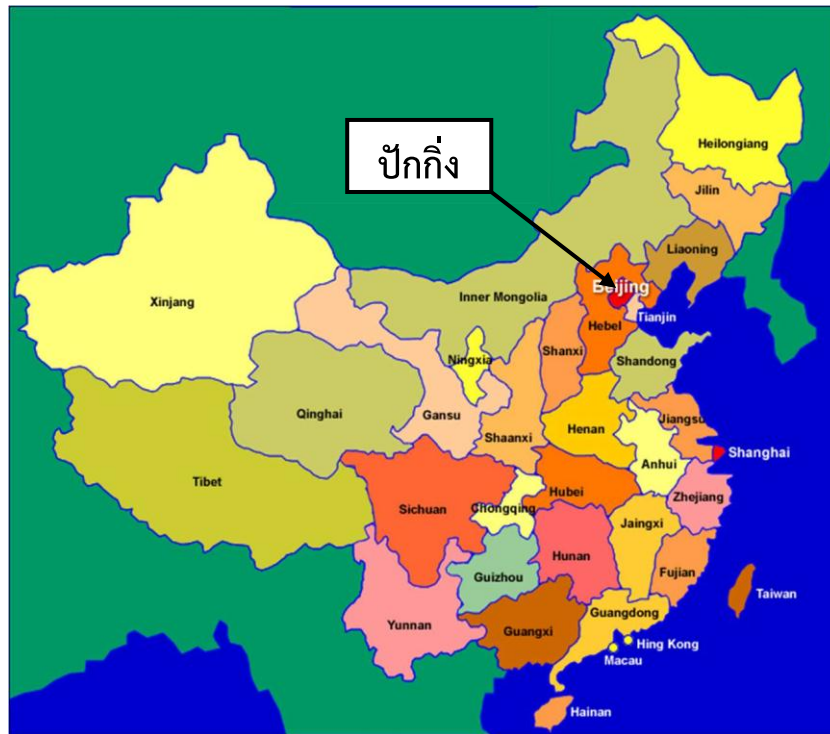 Heilongiang
ปักกิ่ง
Jilin
Liaoning
Beijing
Xinjang
Inner Mongolia
Tianjin
Hebel
Shanxi
Ningxia
Shandong
Qinghai
Gansu
Jiangsu
Henan
Shaanxi
Shanghai
Anhui
Tibet
Hubei
Zhejiang
Sichuan
Chongqing
Jaingxi
Hunan
Fujian
Guizhou
Taiwan
Guangdong
Yunnan
Guangxi
Hing Kong
Macau
Hainan